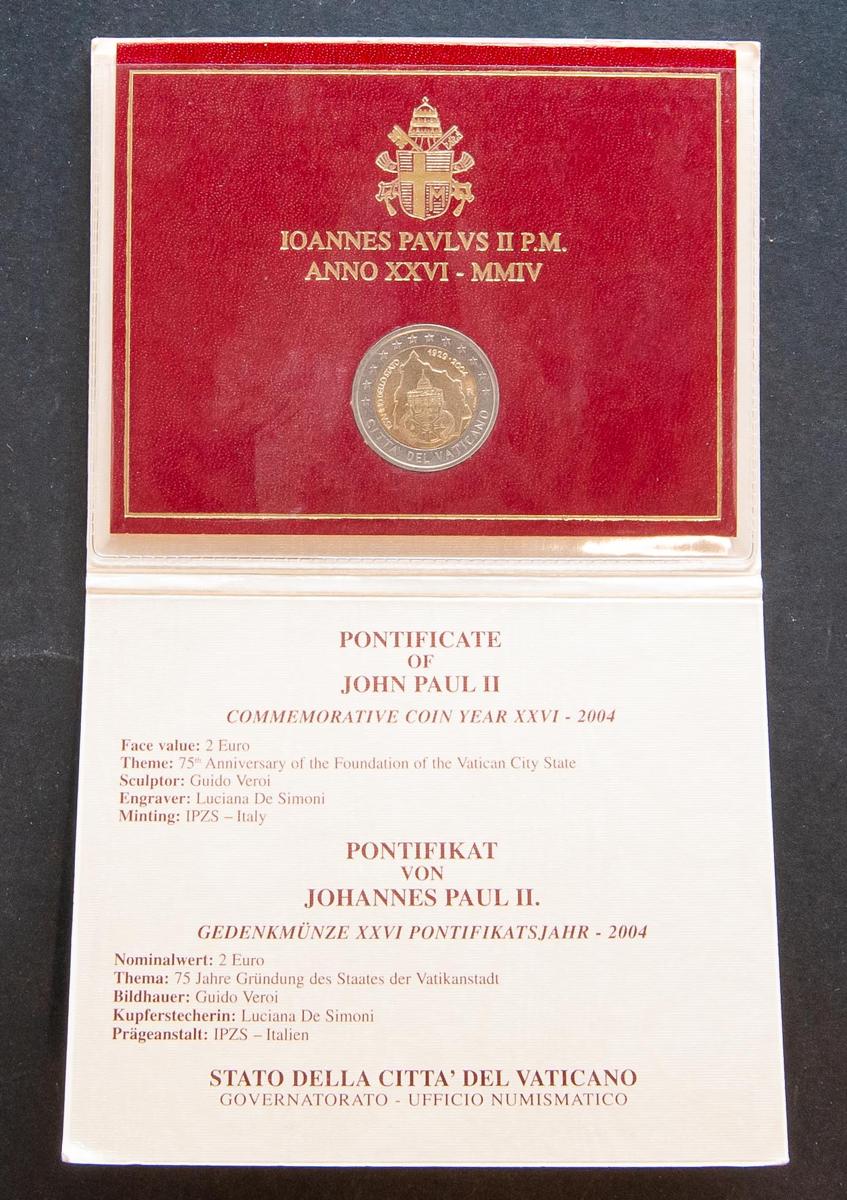 IOANNES PAVLVS II P.M.
ANNO XXVI - MMIV
1929-2004
DELLO STATO
CITTA' DEL VATICANO
PONTIFICATE
OF
JOHN PAUL II
COMMEMORATIVE COIN YEAR XXVI - 2004
Face value: 2 Euro
Theme: 75th Anniversary of the Foundation of the Vatican City State
Sculptor: Guido Veroi
Engraver: Luciana De Simoni
Minting: IPZS – Italy
PONTIFIKAT
VON
JOHANNES PAUL II.
GEDENKMÜNZE XXVI PONTIFIKATSJAHR - 2004
Nominalwert: 2 Euro
Thema: 75 Jahre Gründung des Staates der Vatikanstadt
Bildhauer: Guido Veroi
Kupferstecherin: Luciana De Simoni
Prägeanstalt: IPZS – Italien
STATO DELLA CITTA' DEL VATICANO
GOVERNATORATO - UFFICIO NUMISMATICO